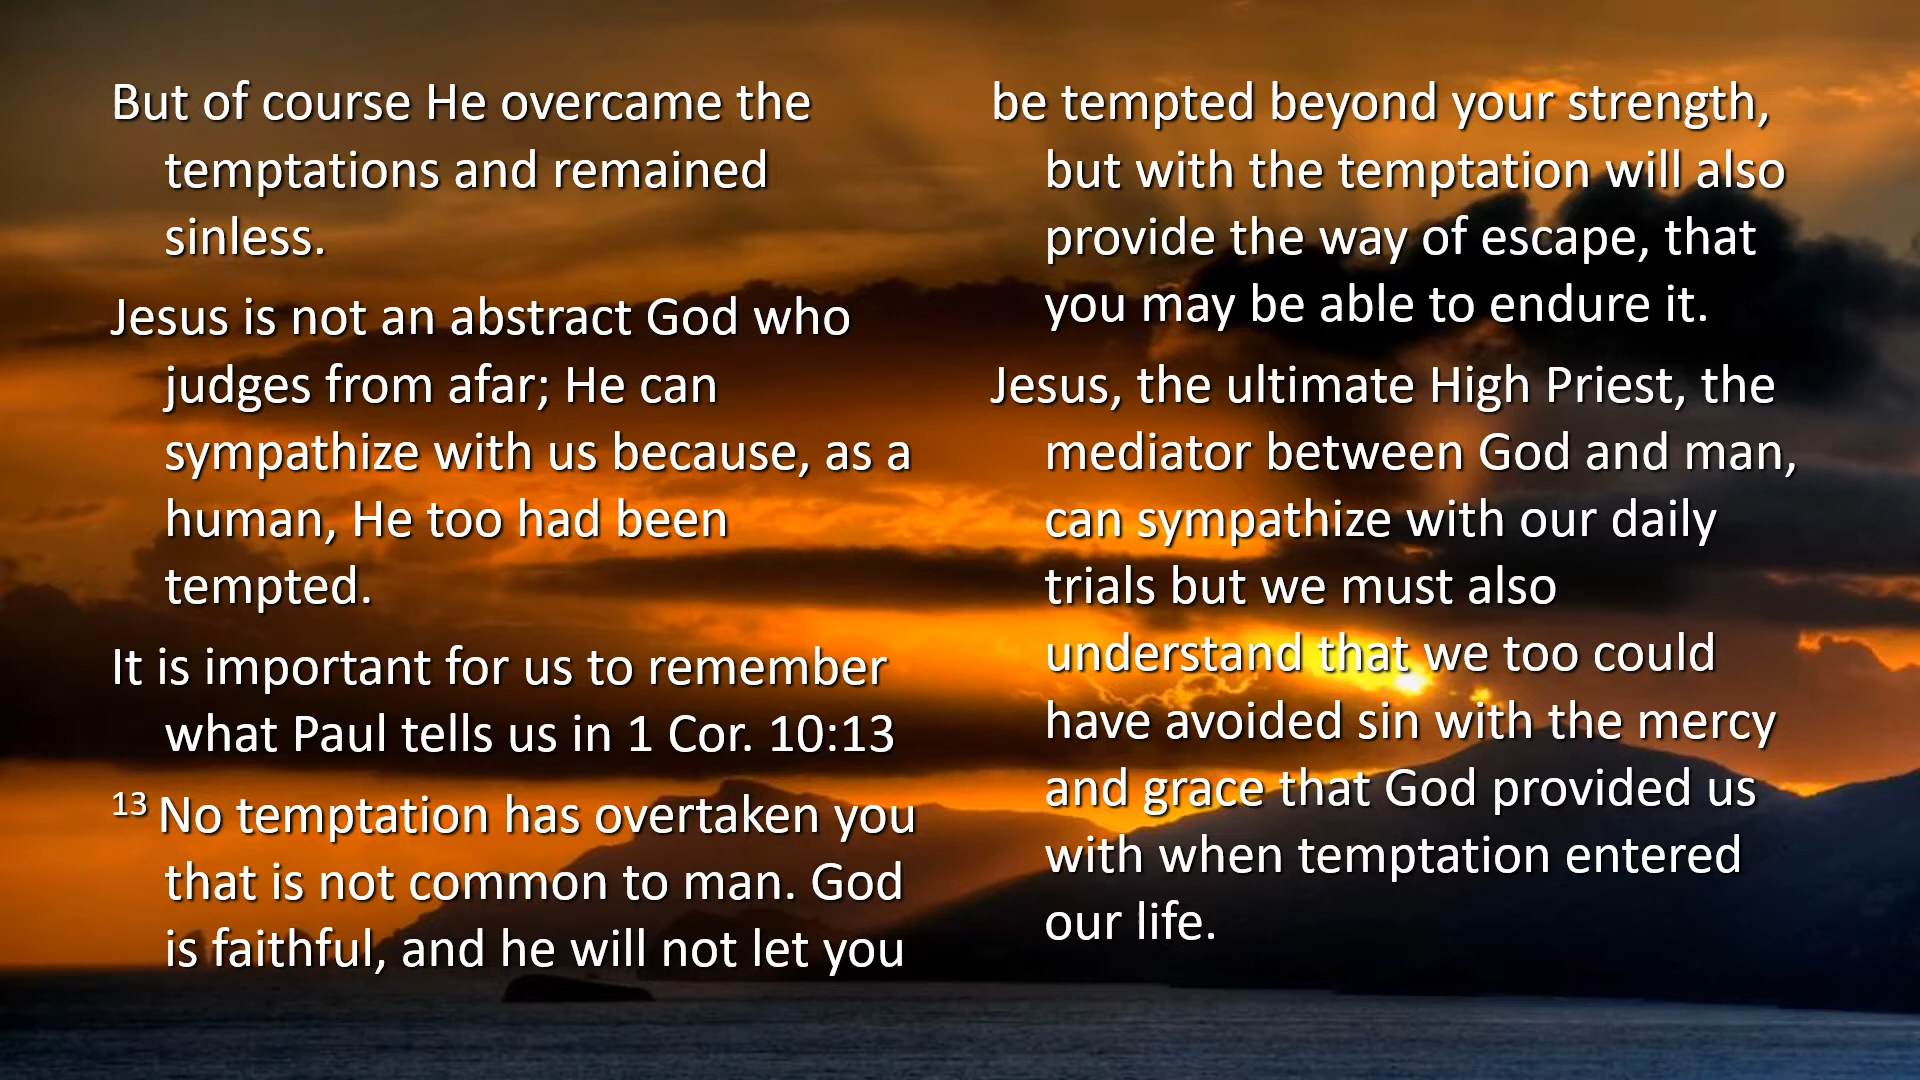 But of course He overcame the
temptations and remained
sinless.
Jesus is not an abstract God who
judges from afar; He can
sympathize with us because, as a
human, He too had been
tempted.
It is important for us to remember
what Paul tells us in 1 Cor. 10:13
13 No temptation has overtaken you
that is not common to man. God
is faithful, and he will not let you
be tempted beyond your strength,
but with the temptation will also
provide the way of escape, that
you may be able to endure it.
Jesus, the ultimate High Priest, the
mediator between God and man,
can sympathize with our daily
trials but we must also
understand that we too could
have avoided sin with the mercy
and grace that God provided us
with when temptation entered
our life.